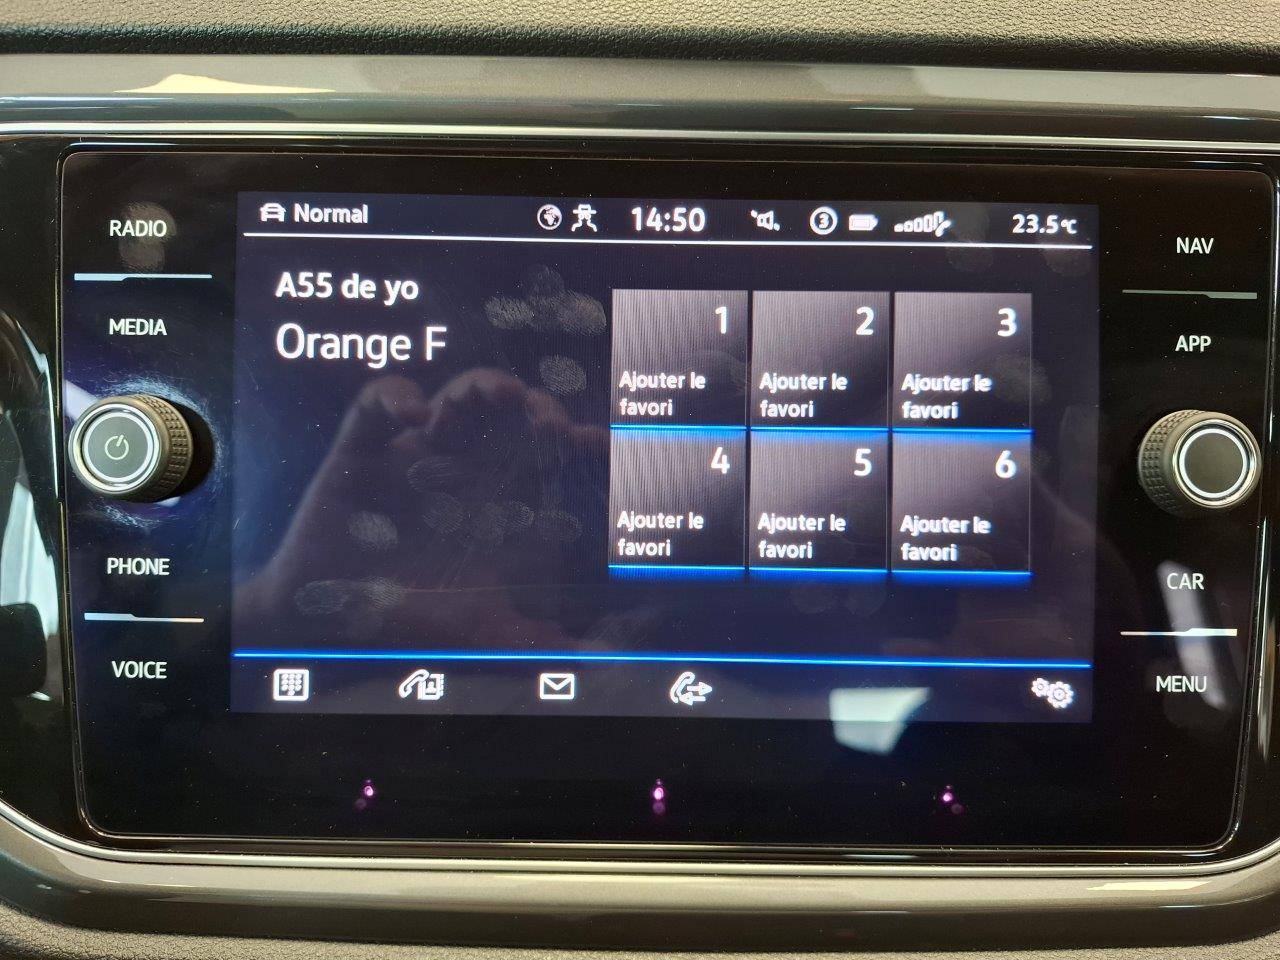 RADIO
MEDIA
PHONE
VOICE
Normal
14:50
3
23.5°C
A55 de yo
Orange F
1
Ajouter le
favori
2
Ajouter le
favori
3
Ajouter le
favori
4
Ajouter le
favori
5
Ajouter le
favori
6
Ajouter le
favori
NAV
APP
CAR
MENU